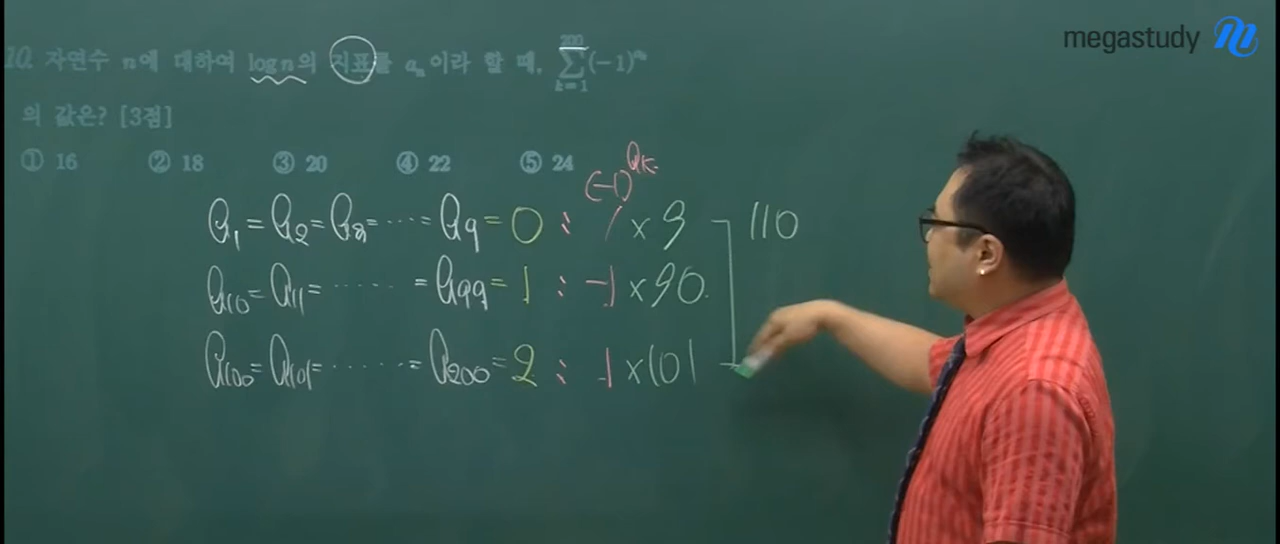 megastudy
10. 자연수 n에 대하여 log n의 지표를 aₙ이라 할 때, \sum_{k=1}^{200} (-1)^{aₖ}
의 값은? [3점]
① 16 ② 18 ③ 20 ④ 22 ⑤ 24
(-1)^{aₖ}
a₁ = a₂ = a₃ = ⋯⋯ = a₉ = 0 : 1 × 9 110
a₁₀ = a₁₁ = ⋯⋯ = a₉₉ = 1 : -1 × 90
a₁₀₀ = a₁₀₁ = ⋯⋯ = a₂₀₀ = 2 : 1 × 101